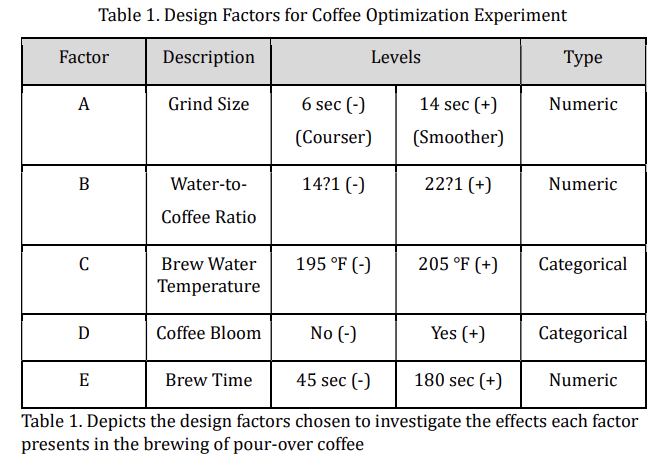 Table 1. Design Factors for Coffee Optimization Experiment
Factor Description Levels Type
A Grind Size 6 sec (-) 14 sec (+) Numeric
(Courser) (Smoother)
B Water-to- 14?1 (-) 22?1 (+) Numeric
Coffee Ratio
C Brew Water 195 °F (-) 205 °F (+) Categorical
Temperature
D Coffee Bloom No (-) Yes (+) Categorical
E Brew Time 45 sec (-) 180 sec (+) Numeric
Table 1. Depicts the design factors chosen to investigate the effects each factor
presents in the brewing of pour-over coffee